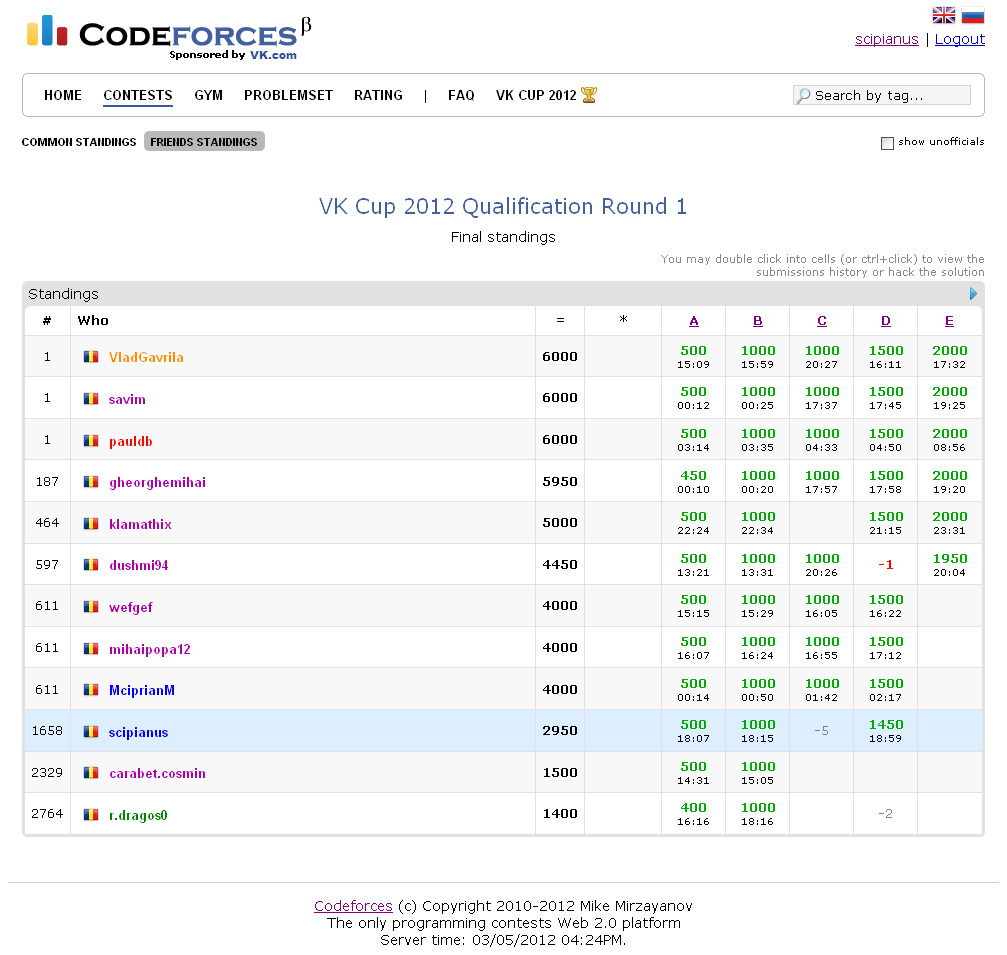 CODEFORCES β
Sponsored by VK.com
scipianus | Logout
HOME CONTESTS GYM PROBLEMSET RATING | FAQ VK CUP 2012 Search by tag...
COMMON STANDINGS FRIENDS STANDINGS show unofficials
VK Cup 2012 Qualification Round 1
Final standings
You may double click into cells (or ctrl+click) to view the
submissions history or hack the solution
Standings
# Who = * A B C D E
1 VladGavrila 6000 500 1000 1000 1500 2000
15:09 15:59 20:27 16:11 17:32
1 savim 6000 500 1000 1000 1500 2000
00:12 00:25 17:37 17:45 19:25
1 pauldb 6000 500 1000 1000 1500 2000
03:14 03:35 04:33 04:50 08:56
187 gheorghemihai 5950 450 1000 1000 1500 2000
00:10 00:20 17:57 17:58 19:20
464 klamathix 5000 500 1000 1500 2000
22:24 22:34 21:15 23:31
597 dushmi94 4450 500 1000 1000 -1 1950
13:21 13:31 20:26 20:04
611 wefgef 4000 500 1000 1000 1500
15:15 15:29 16:05 16:22
611 mihaipopa12 4000 500 1000 1000 1500
16:07 16:24 16:55 17:12
611 MciprianM 4000 500 1000 1000 1500
00:14 00:50 01:42 02:17
1658 scipianus 2950 500 1000 -5 1450
18:07 18:15 18:59
2329 carabet.cosmin 1500 500 1000
14:31 15:05
2764 r.dragos0 1400 400 1000 -2
16:16 18:16
Codeforces (c) Copyright 2010-2012 Mike Mirzayanov
The only programming contests Web 2.0 platform
Server time: 03/05/2012 04:24PM.